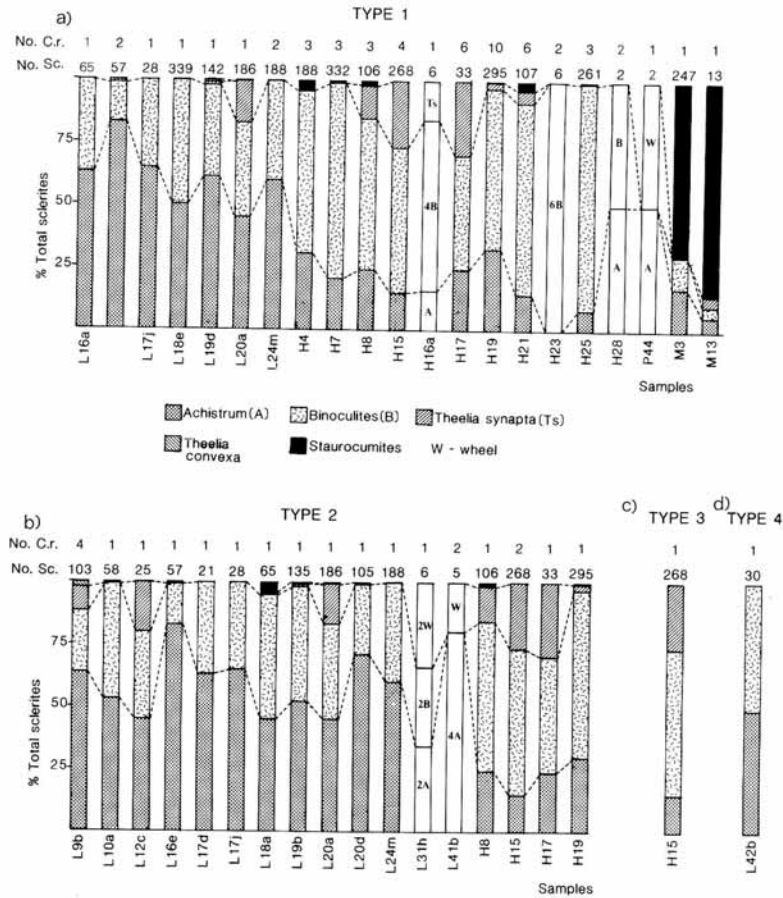 a)
TYPE 1
No. C.r. 1 2 1 1 1 1 2 3 3 3 4 1 6 10 6 2 3 2 1 1 1
No. Sc. 65 57 28 339 142 186 188 188 332 106 268 6 33 295 107 6 261 2 2 247 13
% Total sclerites
75
50
25
Ts
4B
A
6B
B
A
W
A
L16a L17j L18e L19d L20a L24m H4 H7 H8 H15 H16a H17 H19 H21 H23 H25 H28 P44 M3 M13
Samples
Achistrum (A) Binoculites (B) Theelia synapta (Ts)
Theelia convexa Staurocumites W - wheel
b)
TYPE 2
No. C.r. 4 1 1 1 1 1 1 1 1 1 1 1 2 1 2 1 1
No. Sc. 103 58 25 57 21 28 65 135 186 105 188 6 5 106 268 33 295
% Total sclerites
75
50
25
2W
2B
2A
W
4A
L9b L10a L12c L16e L17d L17j L18a L19b L20a L20d L24m L31h L41b H8 H15 H17 H19
Samples
c)
TYPE 3
1
268
H15
d)
TYPE 4
1
30
L42b